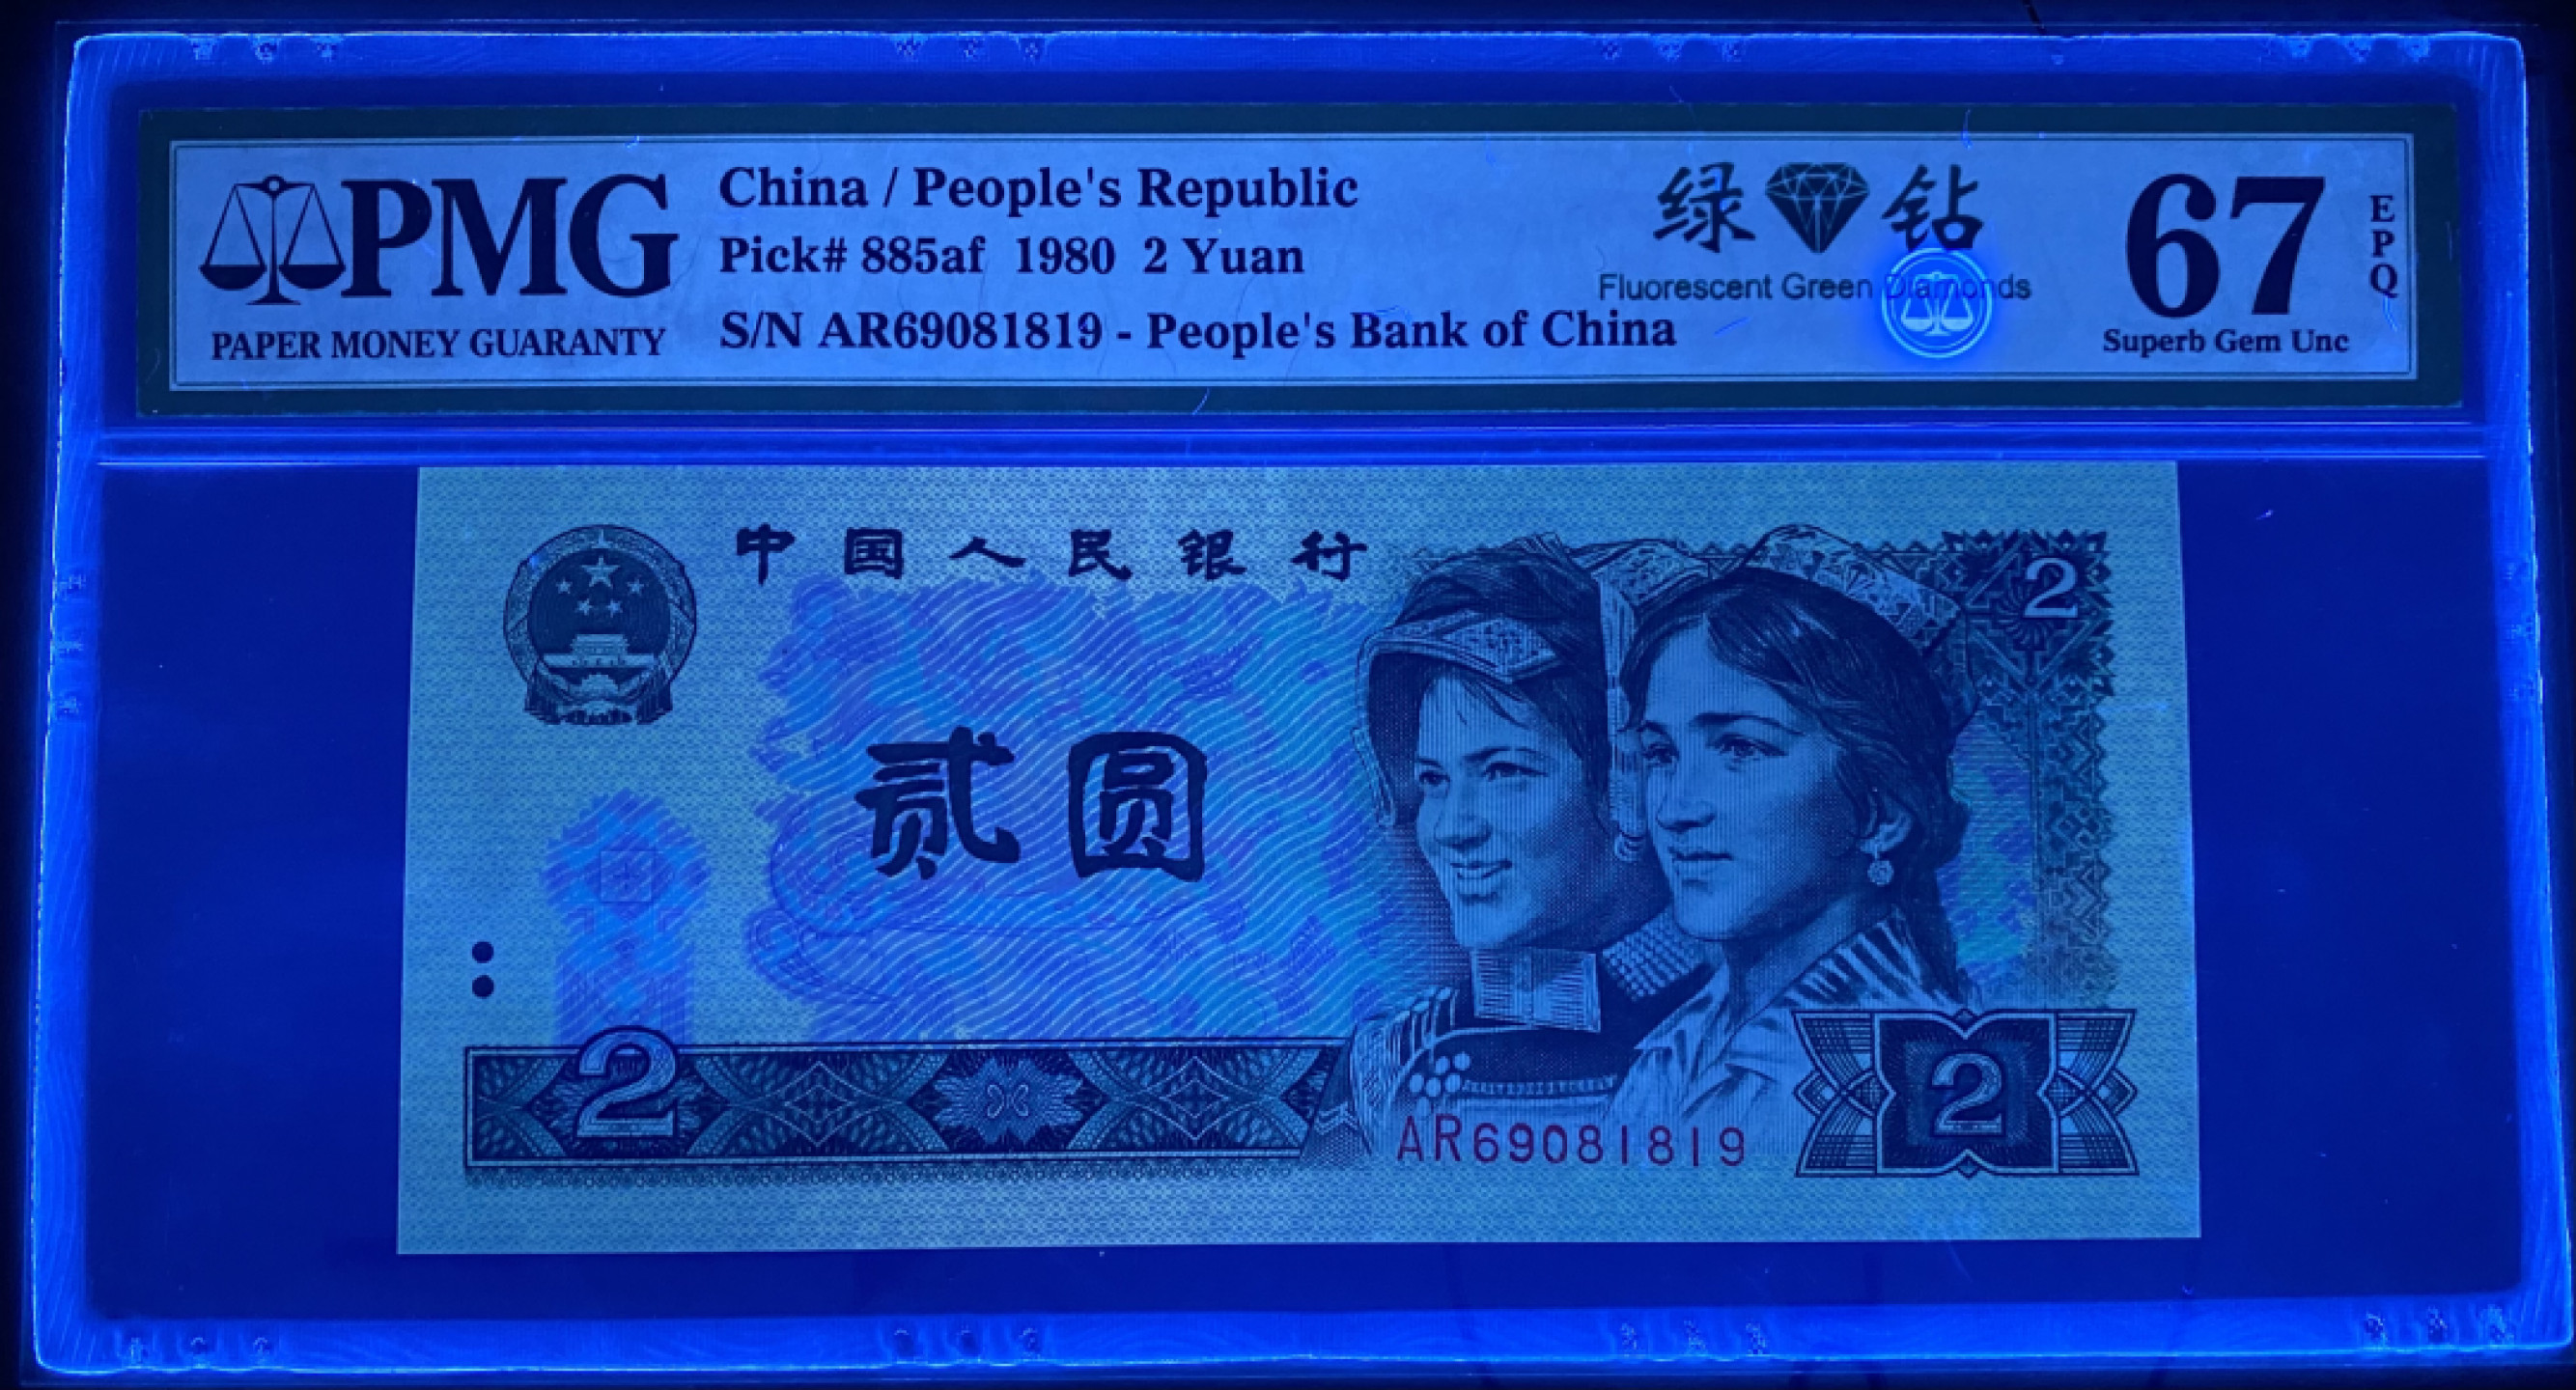 PMG
PAPER MONEY GUARANTY
China / People's Republic
Pick# 885af 1980 2 Yuan
S/N AR69081819 - People's Bank of China
绿钻
Fluorescent Green Diamonds
67
EPQ
Superb Gem Unc
中国人民银行
2
贰圆
2
2
AR69081819